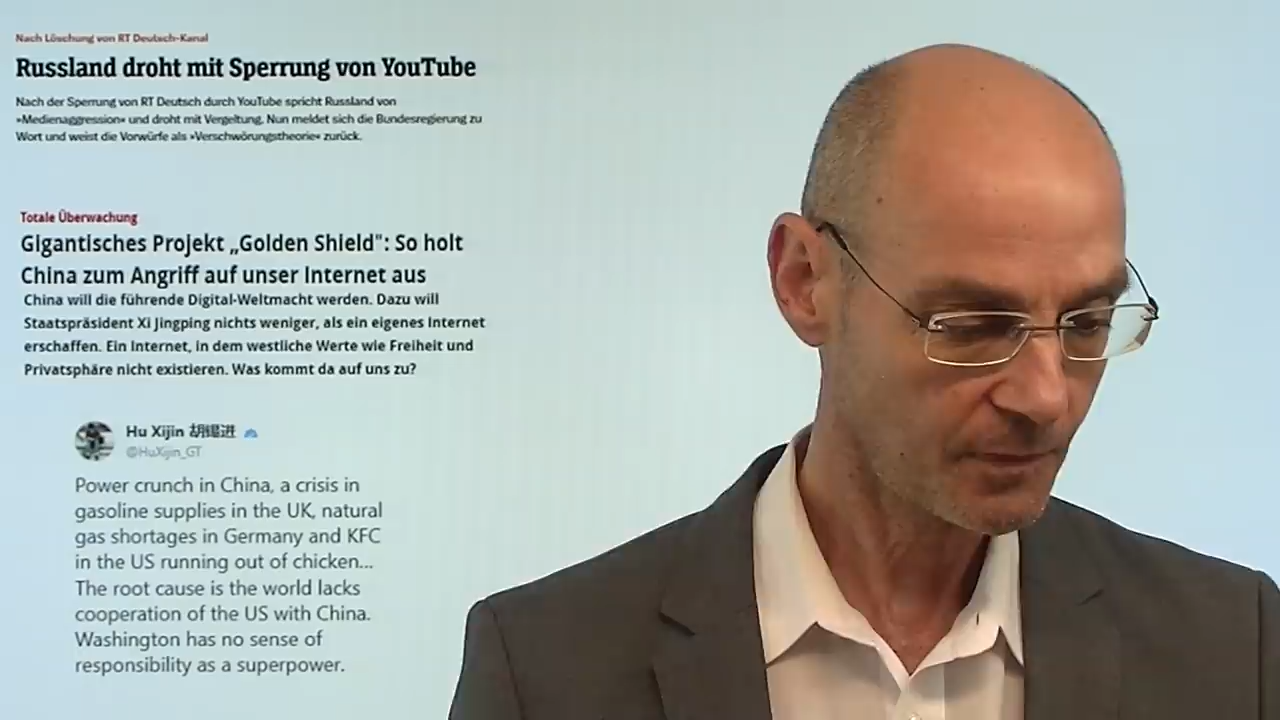 Nach Löschung von RT Deutsch-Kanal
Russland droht mit Sperrung von YouTube
Nach der Sperrung von RT Deutsch durch YouTube spricht Russland von
»Medienaggression« und droht mit Vergeltung. Nun meldet sich die Bundesregierung zu
Wort und weist die Vorwürfe als »Verschwörungstheorie« zurück.
Totale Überwachung
Gigantisches Projekt „Golden Shield": So holt
China zum Angriff auf unser Internet aus
China will die führende Digital-Weltmacht werden. Dazu will
Staatspräsident Xi Jingping nichts weniger, als ein eigenes Internet
erschaffen. Ein Internet, in dem westliche Werte wie Freiheit und
Privatsphäre nicht existieren. Was kommt da auf uns zu?
Hu Xijin 胡锡进
@HuXijin_GT
Power crunch in China, a crisis in
gasoline supplies in the UK, natural
gas shortages in Germany and KFC
in the US running out of chicken...
The root cause is the world lacks
cooperation of the US with China.
Washington has no sense of
responsibility as a superpower.